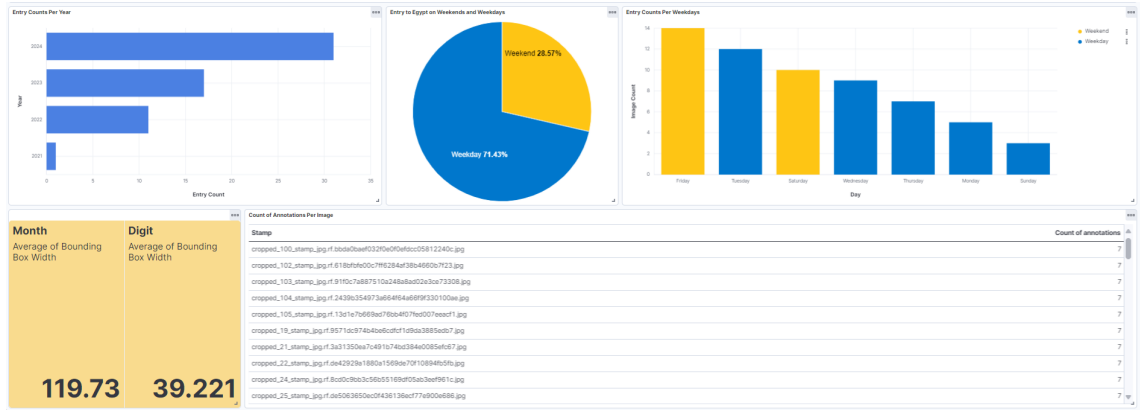 Entry Counts Per Year
2024
2023
2022
2021
Year
0 5 10 15 20 25 30 35
Entry Count
Entry to Egypt on Weekends and Weekdays
Weekend 28.57%
Weekday 71.43%
Entry Counts Per Weekdays
Weekend
Weekday
14
12
10
8
6
4
2
0
Image Count
Friday Tuesday Saturday Wednesday Thursday Monday Sunday
Day
Month
Average of Bounding
Box Width
119.73
Digit
Average of Bounding
Box Width
39.221
Count of Annotations Per Image
Stamp Count of annotations
cropped_100_stamp_jpg.rf.bbda0baef032f0e0f0efdcc05812240c.jpg 7
cropped_102_stamp_jpg.rf.618bfbfe00c7ff6284af38b4660b7f23.jpg 7
cropped_103_stamp_jpg.rf.91f0c7a887510a248a8ad02e3ce73308.jpg 7
cropped_104_stamp_jpg.rf.2439b354973a664f64a66f9f330100ae.jpg 7
cropped_105_stamp_jpg.rf.13d1e7b669ad76bb4f07fed007eeacf1.jpg 7
cropped_19_stamp_jpg.rf.9571dc974b4be6cdfcf1d9da3885edb7.jpg 7
cropped_21_stamp_jpg.rf.3a31350ea7c491b74bd384e0085efc67.jpg 7
cropped_22_stamp_jpg.rf.de42929a1880a1569de70f10894fb5fb.jpg 7
cropped_24_stamp_jpg.rf.8cd0c9bb3c56b55169df05ab3eef961c.jpg 7
cropped_25_stamp_jpg.rf.de5063650ec0f436136ecf77e900e686.jpg 7